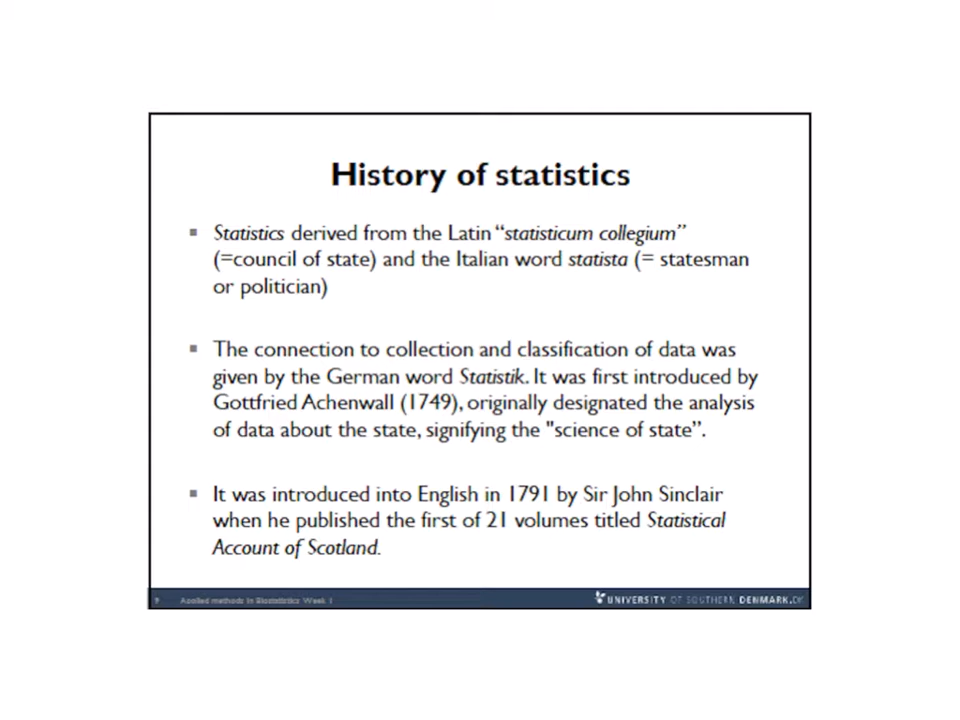 History of statistics
▪ Statistics derived from the Latin “statisticum collegium”
(=council of state) and the Italian word statista (= statesman
or politician)
▪ The connection to collection and classification of data was
given by the German word Statistik. It was first introduced by
Gottfried Achenwall (1749), originally designated the analysis
of data about the state, signifying the "science of state”.
▪ It was introduced into English in 1791 by Sir John Sinclair
when he published the first of 21 volumes titled Statistical
Account of Scotland.
9 Applied methods in Biostatistics Week 1
UNIVERSITY OF SOUTHERN DENMARK.DK